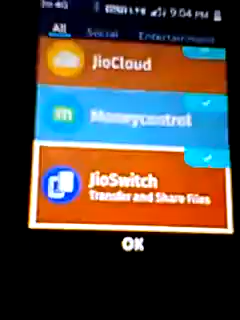 9:04 PM
All Social Entertainment
JioCloud
Moneycontrol
JioSwitch
Transfer and Share Files
OK